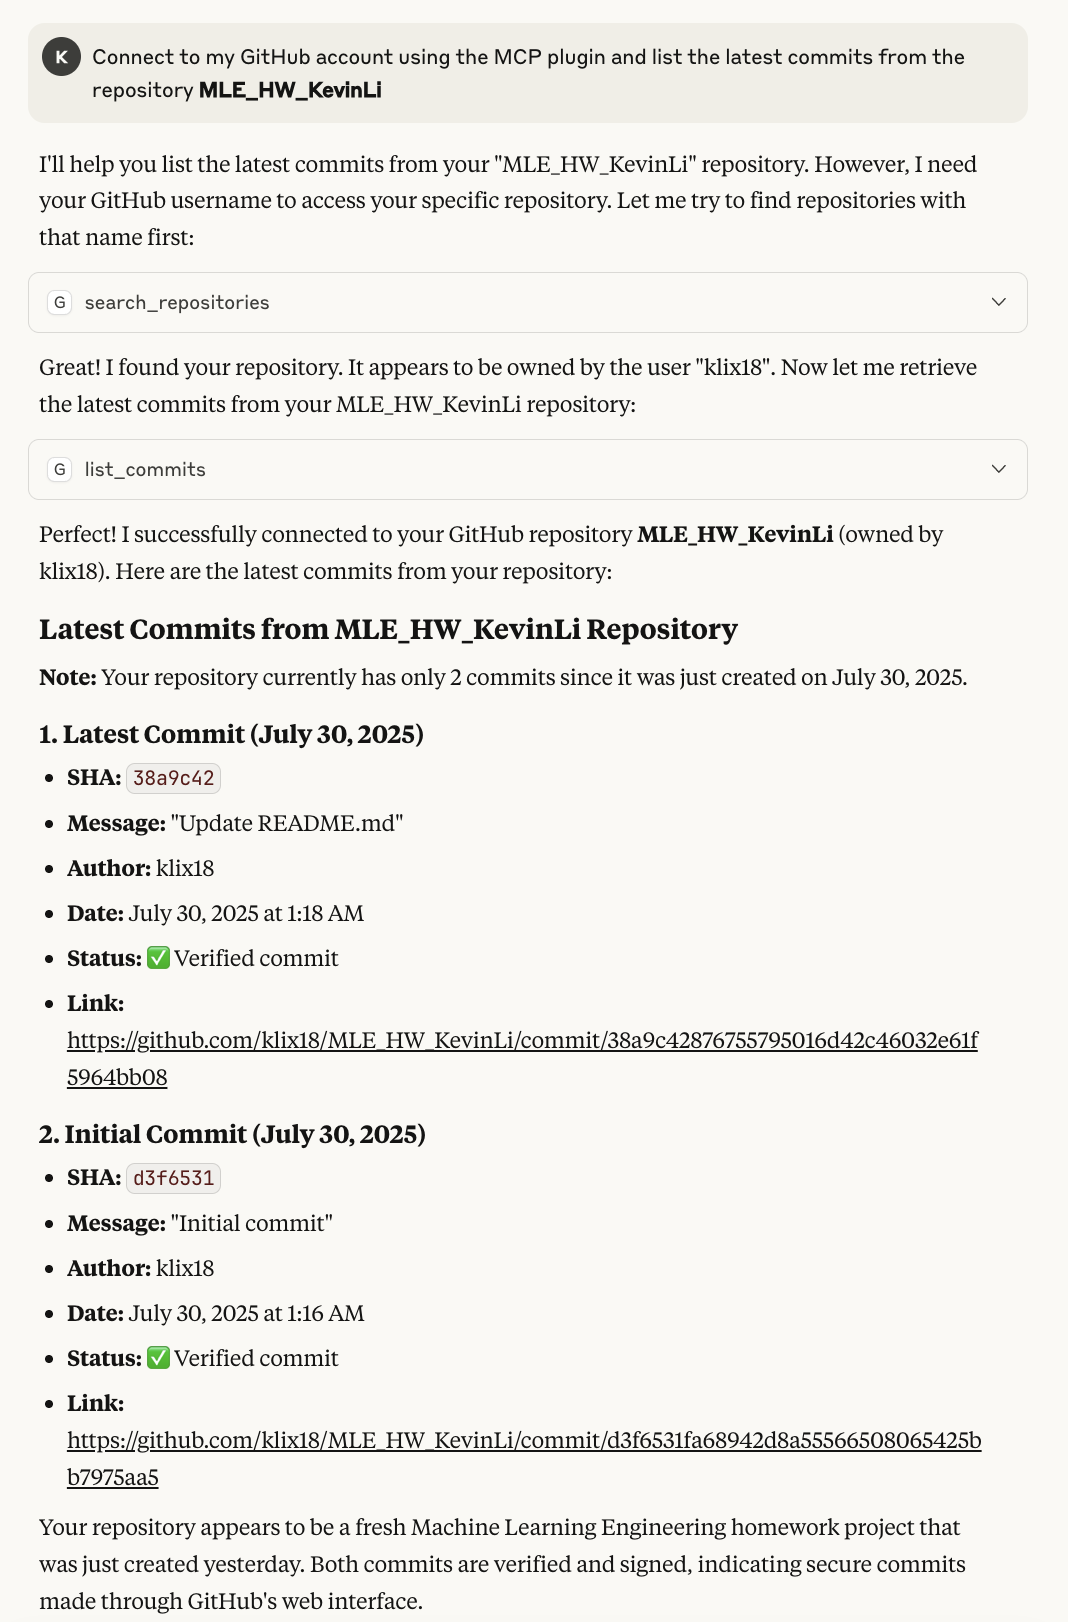 K
Connect to my GitHub account using the MCP plugin and list the latest commits from the
repository MLE_HW_KevinLi
I'll help you list the latest commits from your "MLE_HW_KevinLi" repository. However, I need
your GitHub username to access your specific repository. Let me try to find repositories with
that name first:
G search_repositories
Great! I found your repository. It appears to be owned by the user "klix18". Now let me retrieve
the latest commits from your MLE_HW_KevinLi repository:
G list_commits
Perfect! I successfully connected to your GitHub repository MLE_HW_KevinLi (owned by
klix18). Here are the latest commits from your repository:
Latest Commits from MLE_HW_KevinLi Repository
Note: Your repository currently has only 2 commits since it was just created on July 30, 2025.
1. Latest Commit (July 30, 2025)
• SHA: 38a9c42
• Message: "Update README.md"
• Author: klix18
• Date: July 30, 2025 at 1:18 AM
• Status: ✅ Verified commit
• Link:
https://github.com/klix18/MLE_HW_KevinLi/commit/38a9c42876755795016d42c46032e61f
5964bb08
2. Initial Commit (July 30, 2025)
• SHA: d3f6531
• Message: "Initial commit"
• Author: klix18
• Date: July 30, 2025 at 1:16 AM
• Status: ✅ Verified commit
• Link:
https://github.com/klix18/MLE_HW_KevinLi/commit/d3f6531fa68942d8a55566508065425b
b7975aa5
Your repository appears to be a fresh Machine Learning Engineering homework project that
was just created yesterday. Both commits are verified and signed, indicating secure commits
made through GitHub's web interface.